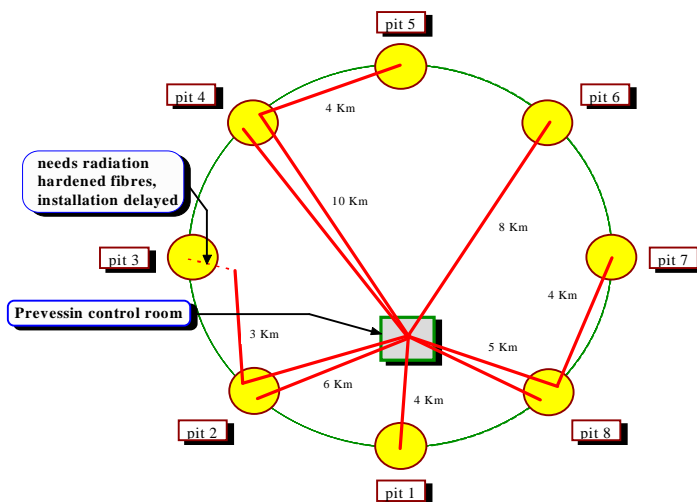 pit 5
pit 4
pit 6
4 Km
needs radiation
hardened fibres,
installation delayed
10 Km
8 Km
pit 3
pit 7
4 Km
Prevessin control room
3 Km
5 Km
6 Km
4 Km
pit 2
pit 8
pit 1